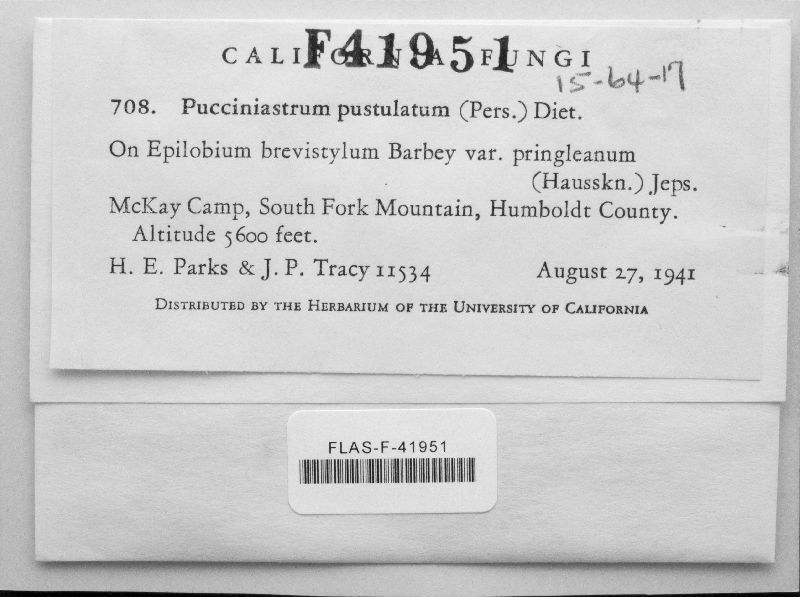 CALIFORNIA FUNGI
F41951
15-64-17
708. Pucciniastrum pustulatum (Pers.) Diet.
On Epilobium brevistylum Barbey var. pringleanum
(Hausskn.) Jeps.
McKay Camp, South Fork Mountain, Humboldt County.
Altitude 5600 feet.
H. E. Parks & J. P. Tracy 11534 August 27, 1941
Distributed by the Herbarium of the University of California
FLAS-F-41951